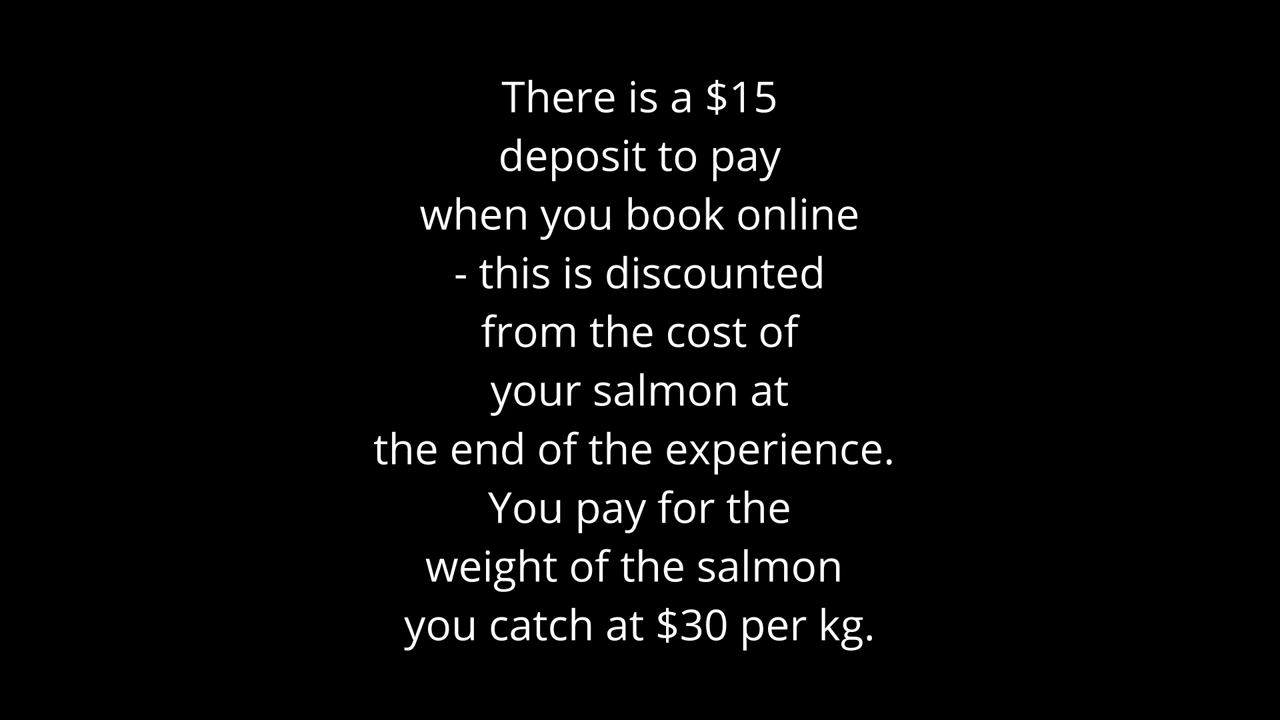 There is a $15
deposit to pay
when you book online
- this is discounted
from the cost of
your salmon at
the end of the experience.
You pay for the
weight of the salmon
you catch at $30 per kg.